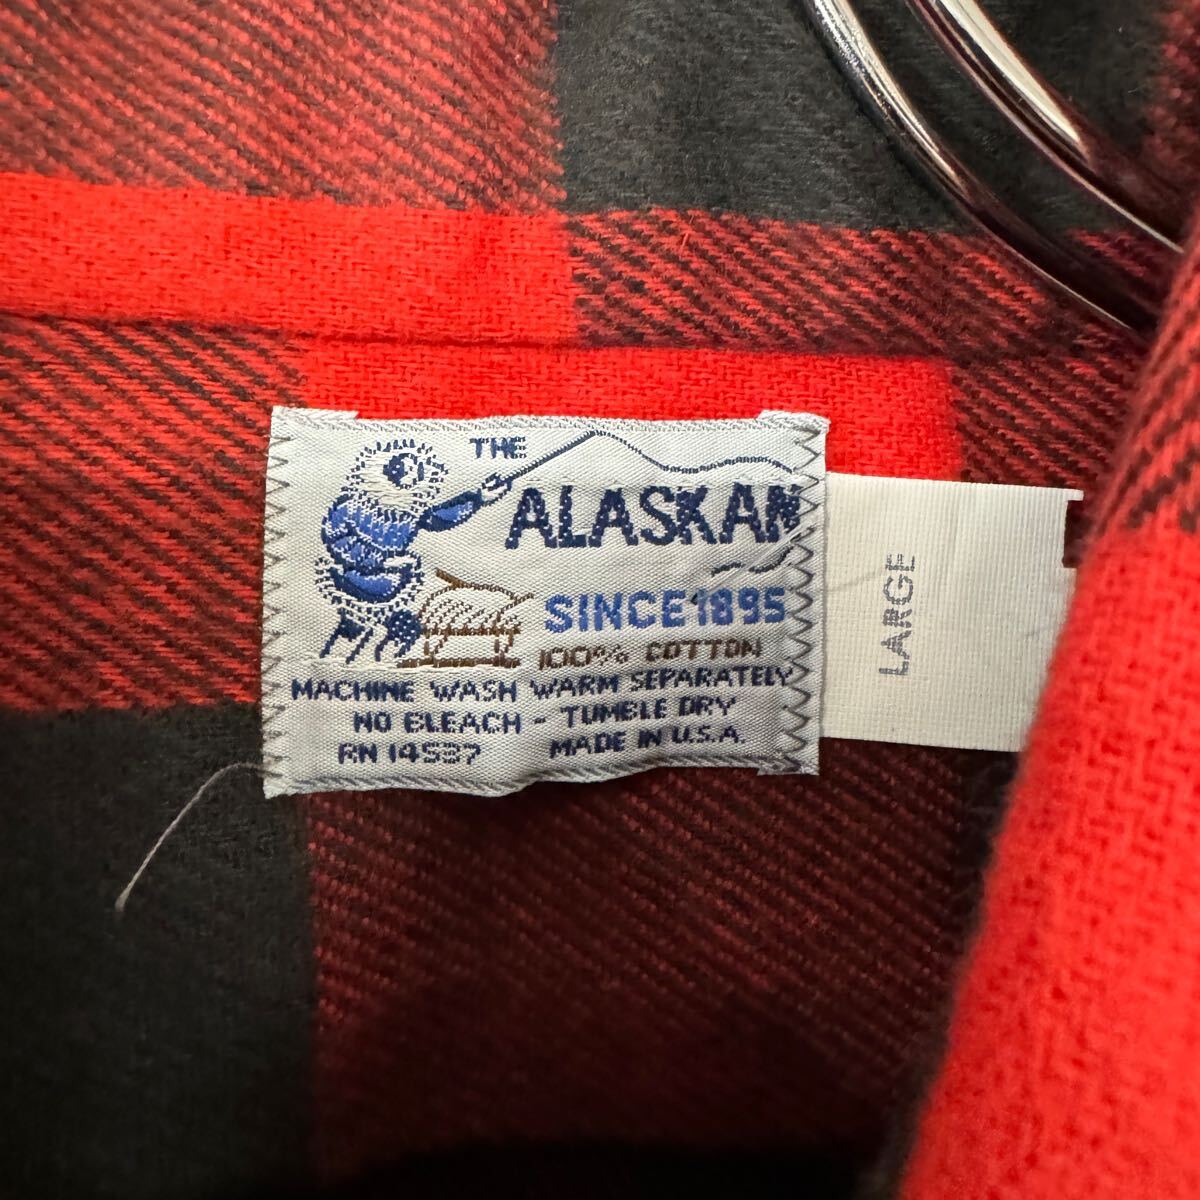 THE
ALASKAN
SINCE 1895
100% COTTON
MACHINE WASH WARM SEPARATELY
NO BLEACH - TUMBLE DRY
RN 14537 MADE IN U.S.A.
LARGE